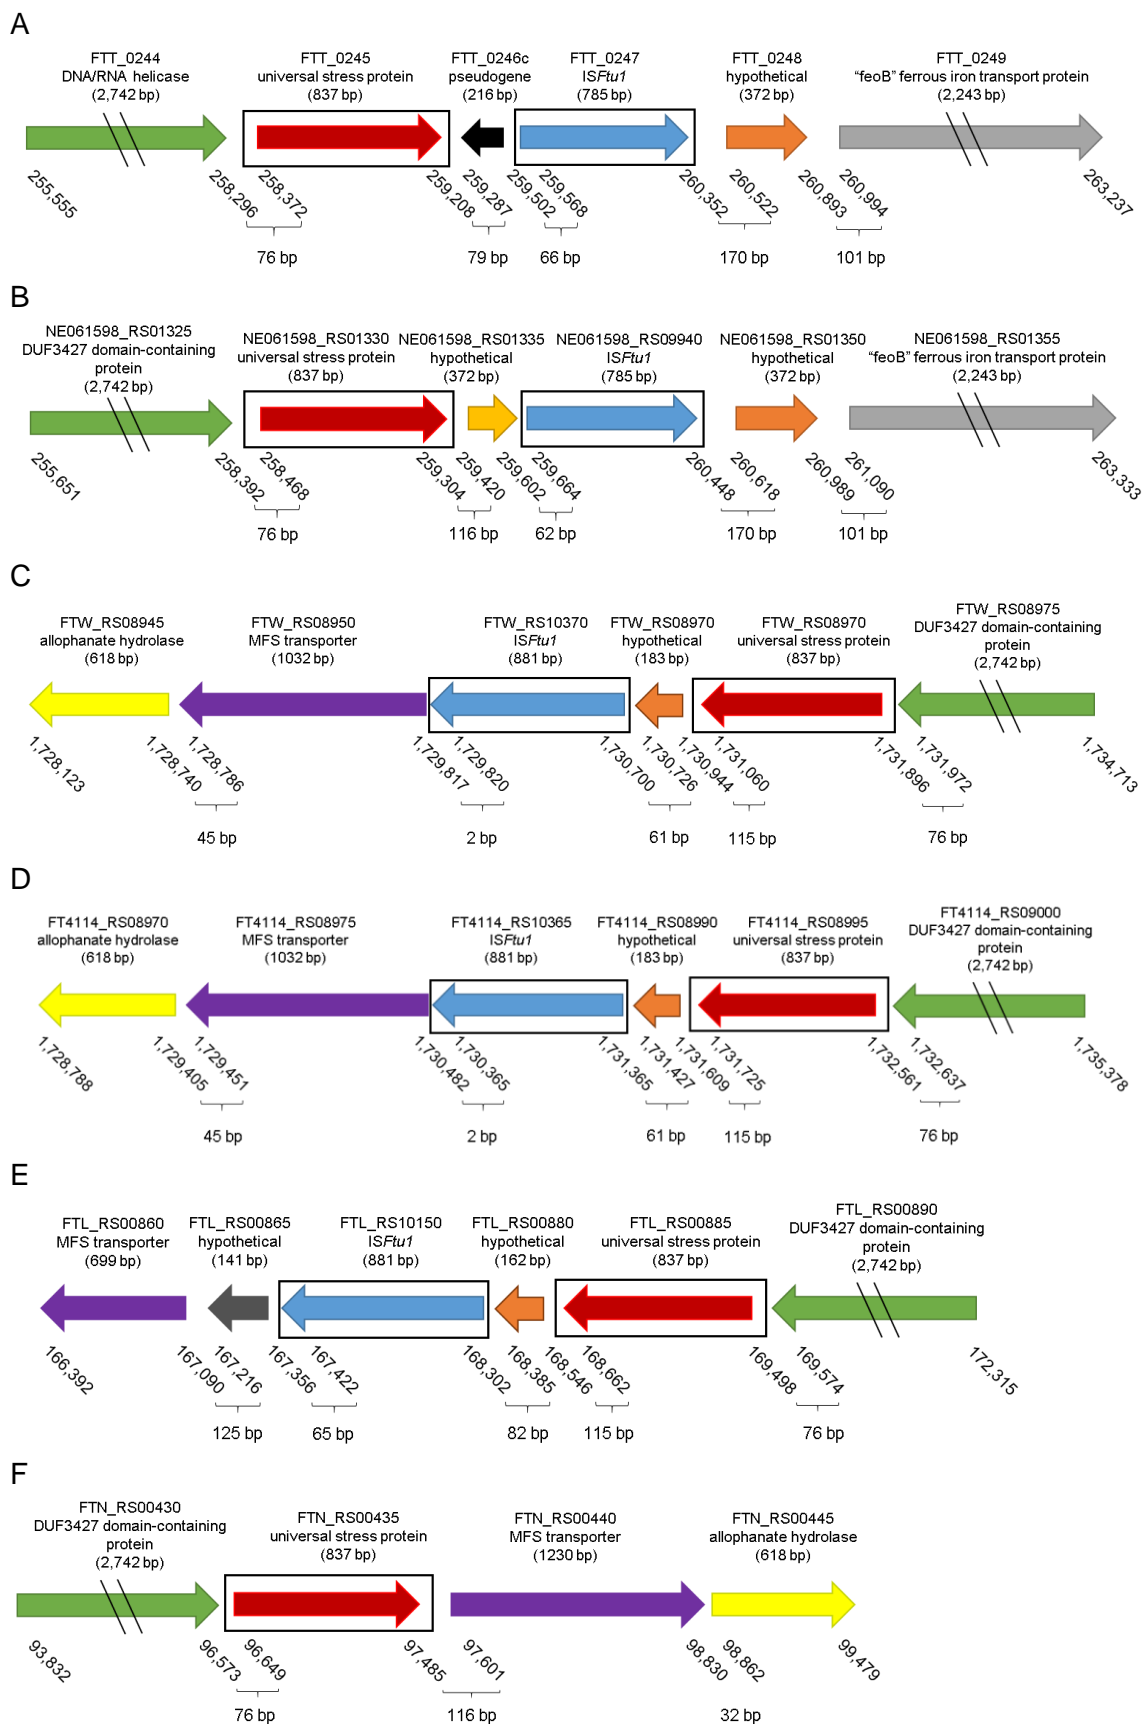 A
FTT_0244
DNA/RNA helicase
(2,742 bp)
FTT_0245
universal stress protein
(837 bp)
FTT_0246c
pseudogene
(216 bp)
FTT_0247
ISFtu1
(785 bp)
FTT_0248
hypothetical
(372 bp)
FTT_0249
“feoB” ferrous iron transport protein
(2,243 bp)
255,555
258,296
258,372
259,208
259,287
259,502
259,568
260,352
260,522
260,893
260,994
263,237
76 bp
79 bp
66 bp
170 bp
101 bp
B
NE061598_RS01325
DUF3427 domain-containing
protein
(2,742 bp)
NE061598_RS01330
universal stress protein
(837 bp)
NE061598_RS01335
hypothetical
(372 bp)
NE061598_RS09940
ISFtu1
(785 bp)
NE061598_RS01350
hypothetical
(372 bp)
NE061598_RS01355
“feoB” ferrous iron transport protein
(2,243 bp)
255,651
258,392
258,468
259,304
259,420
259,602
259,664
260,448
260,618
260,989
261,090
263,333
76 bp
116 bp
62 bp
170 bp
101 bp
C
FTW_RS08945
allophanate hydrolase
(618 bp)
FTW_RS08950
MFS transporter
(1032 bp)
FTW_RS10370
ISFtu1
(881 bp)
FTW_RS08970
hypothetical
(183 bp)
FTW_RS08970
universal stress protein
(837 bp)
FTW_RS08975
DUF3427 domain-containing
protein
(2,742 bp)
1,728,123
1,728,740
1,728,786
1,729,817
1,729,820
1,730,700
1,730,726
1,730,944
1,731,060
1,731,896
1,731,972
1,734,713
45 bp
2 bp
61 bp
115 bp
76 bp
D
FT4114_RS08970
allophanate hydrolase
(618 bp)
FT4114_RS08975
MFS transporter
(1032 bp)
FT4114_RS10365
ISFtu1
(881 bp)
FT4114_RS08990
hypothetical
(183 bp)
FT4114_RS08995
universal stress protein
(837 bp)
FT4114_RS09000
DUF3427 domain-containing
protein
(2,742 bp)
1,728,788
1,729,405
1,729,451
1,730,482
1,730,365
1,731,365
1,731,427
1,731,609
1,731,725
1,732,561
1,732,637
1,735,378
45 bp
2 bp
61 bp
115 bp
76 bp
E
FTL_RS00860
MFS transporter
(699 bp)
FTL_RS00865
hypothetical
(141 bp)
FTL_RS10150
ISFtu1
(881 bp)
FTL_RS00880
hypothetical
(162 bp)
FTL_RS00885
universal stress protein
(837 bp)
FTL_RS00890
DUF3427 domain-containing
protein
(2,742 bp)
166,392
167,090
167,216
167,356
167,422
168,302
168,385
168,546
168,662
169,498
169,574
172,315
125 bp
65 bp
82 bp
115 bp
76 bp
F
FTN_RS00430
DUF3427 domain-containing
protein
(2,742 bp)
FTN_RS00435
universal stress protein
(837 bp)
FTN_RS00440
MFS transporter
(1230 bp)
FTN_RS00445
allophanate hydrolase
(618 bp)
93,832
96,573
96,649
97,485
97,601
98,830
98,862
99,479
76 bp
116 bp
32 bp